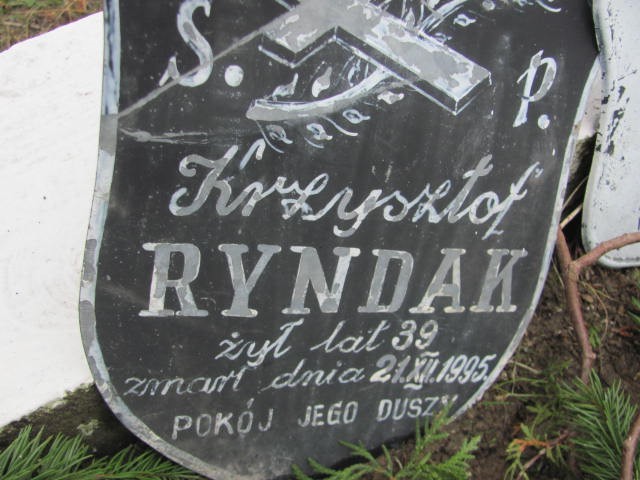 Ś. P.
Krzysztof
RYNDAK
żył lat 39
zmarł dnia 21.XII.1995.
POKÓJ JEGO DUSZY